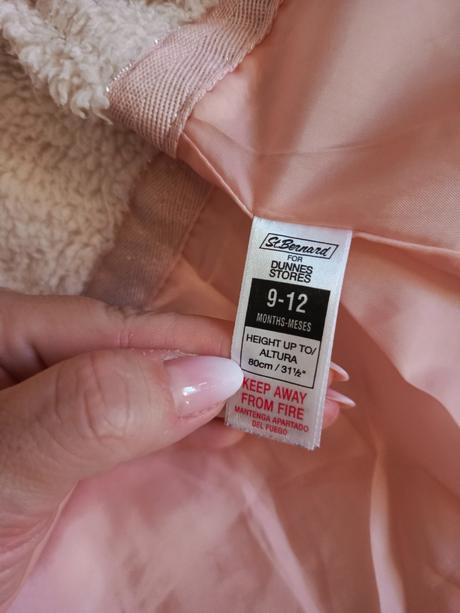 St.Bernard
FOR
DUNNES
STORES
9-12
MONTHS-MESES
HEIGHT UP TO/
ALTURA
80cm / 31½"
KEEP AWAY
FROM FIRE
MANTENGA APARTADO
DEL FUEGO